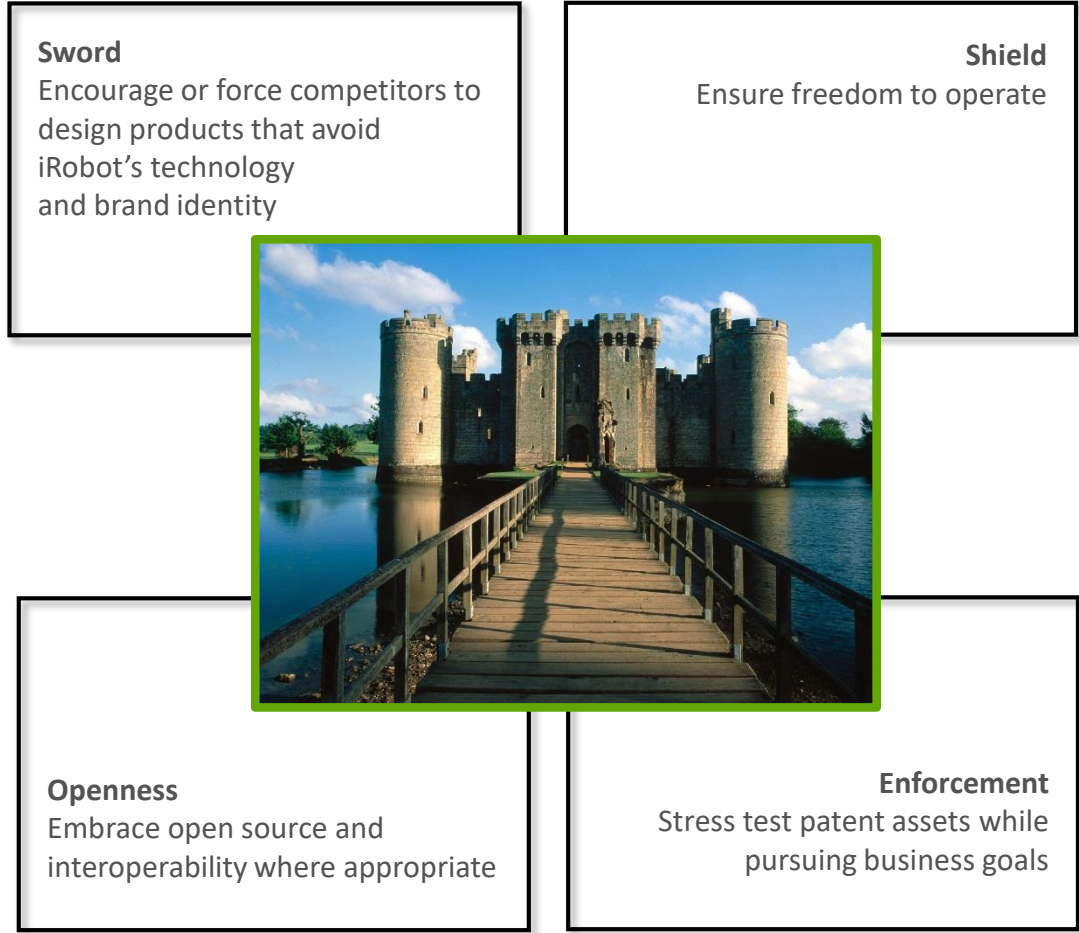 Sword
Encourage or force competitors to
design products that avoid
iRobot’s technology
and brand identity
Shield
Ensure freedom to operate
Openness
Embrace open source and
interoperability where appropriate
Enforcement
Stress test patent assets while
pursuing business goals